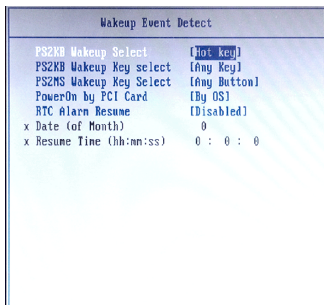 Wakeup Event Detect
PS2KB Wakeup Select [Hot key]
PS2KB Wakeup Key select [Any Key]
PS2MS Wakeup Key Select [Any Button]
PowerOn by PCI Card [By OS]
RTC Alarm Resume [Disabled]
x Date (of Month) 0
x Resume Time (hh:mm:ss) 0 : 0 : 0